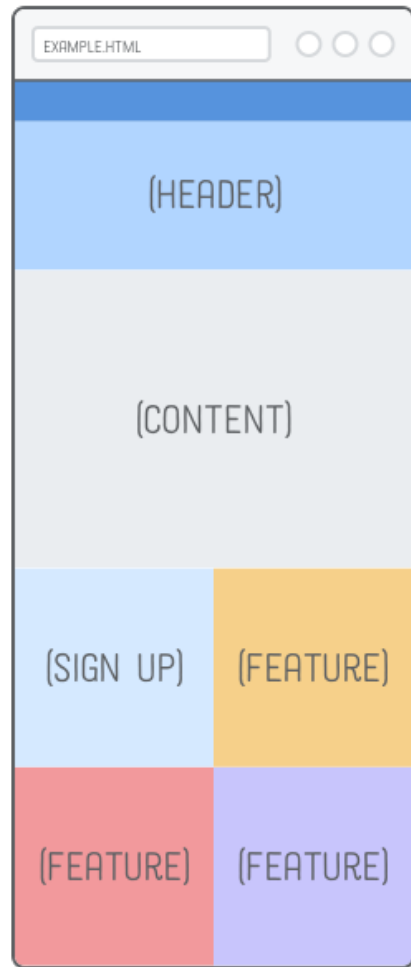 EXAMPLE.HTML
(HEADER)
(CONTENT)
(SIGN UP) (FEATURE)
(FEATURE) (FEATURE)